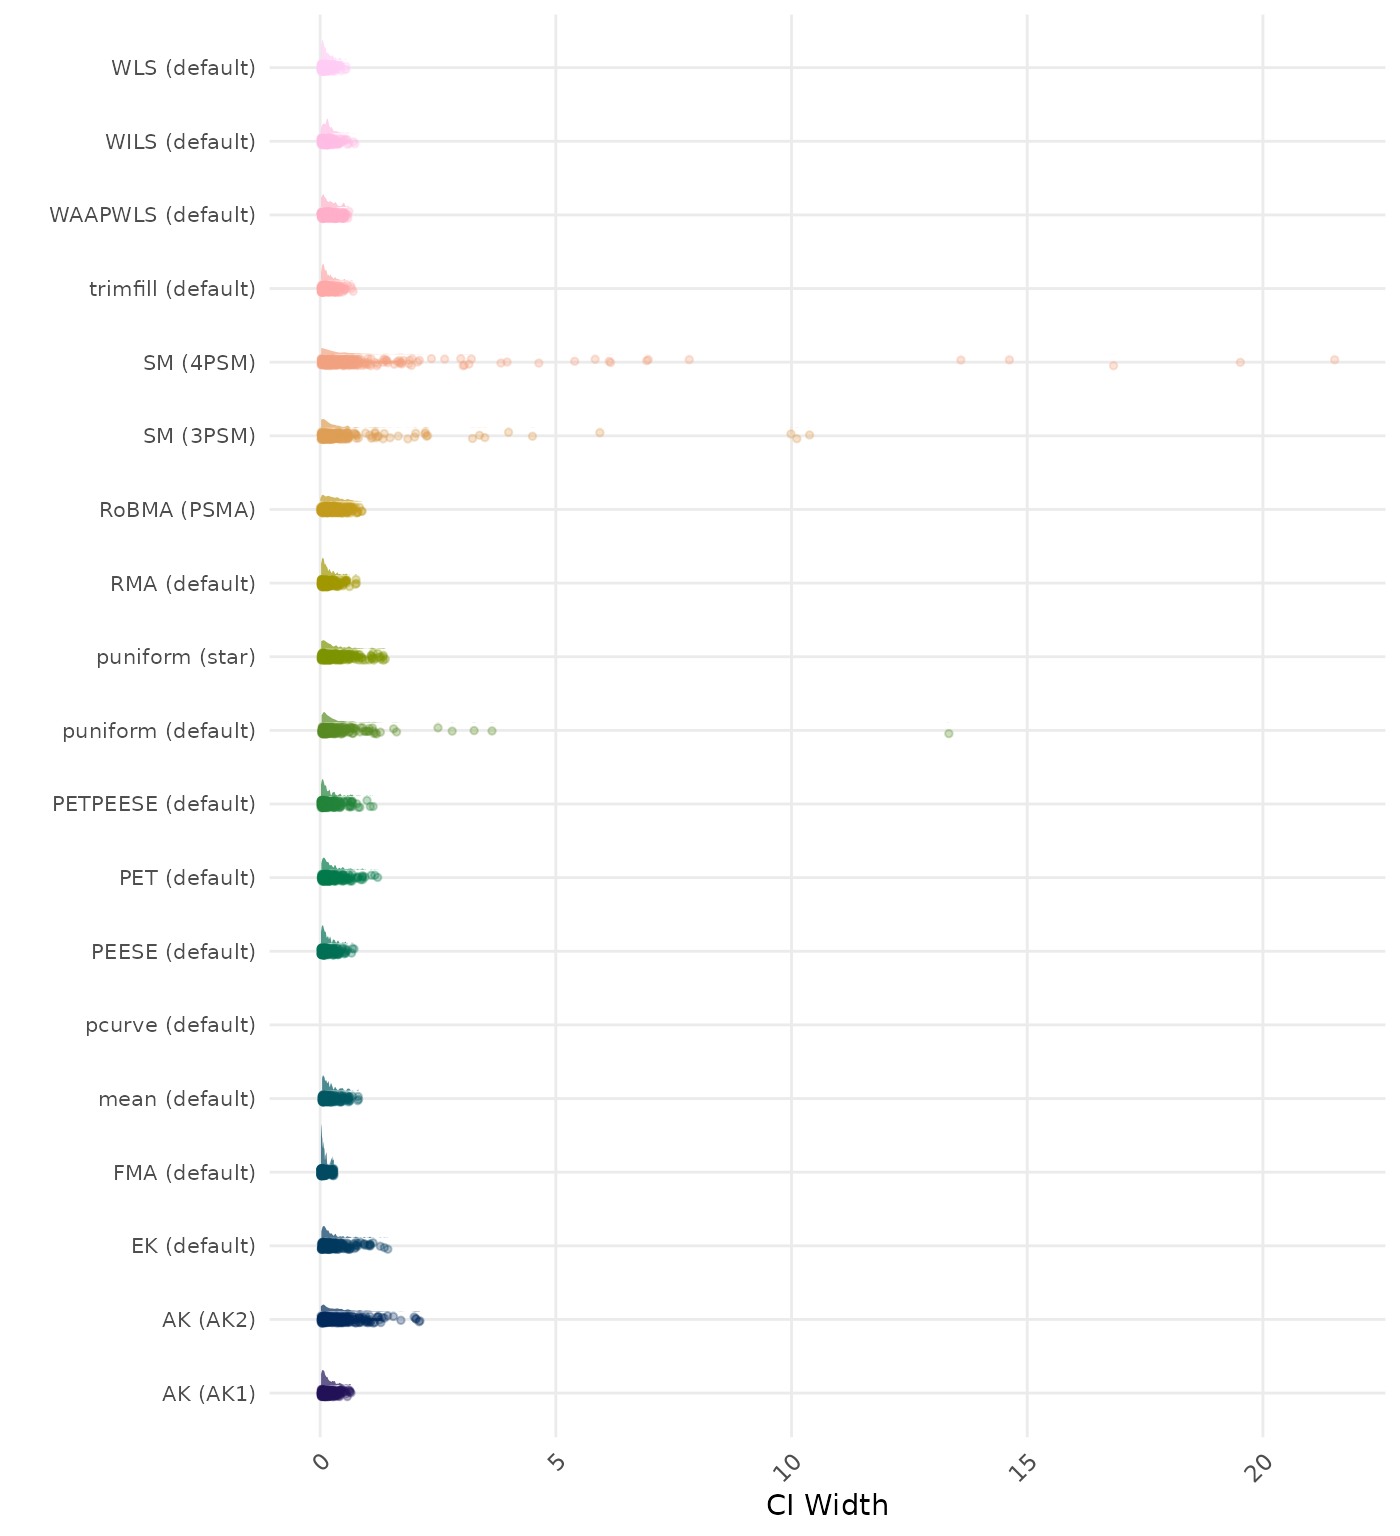 WLS (default)
WILS (default)
WAAPWLS (default)
trimfill (default)
SM (4PSM)
SM (3PSM)
RoBMA (PSMA)
RMA (default)
puniform (star)
puniform (default)
PETPEESE (default)
PET (default)
PEESE (default)
pcurve (default)
mean (default)
FMA (default)
EK (default)
AK (AK2)
AK (AK1)
0 5 10 15 20
CI Width